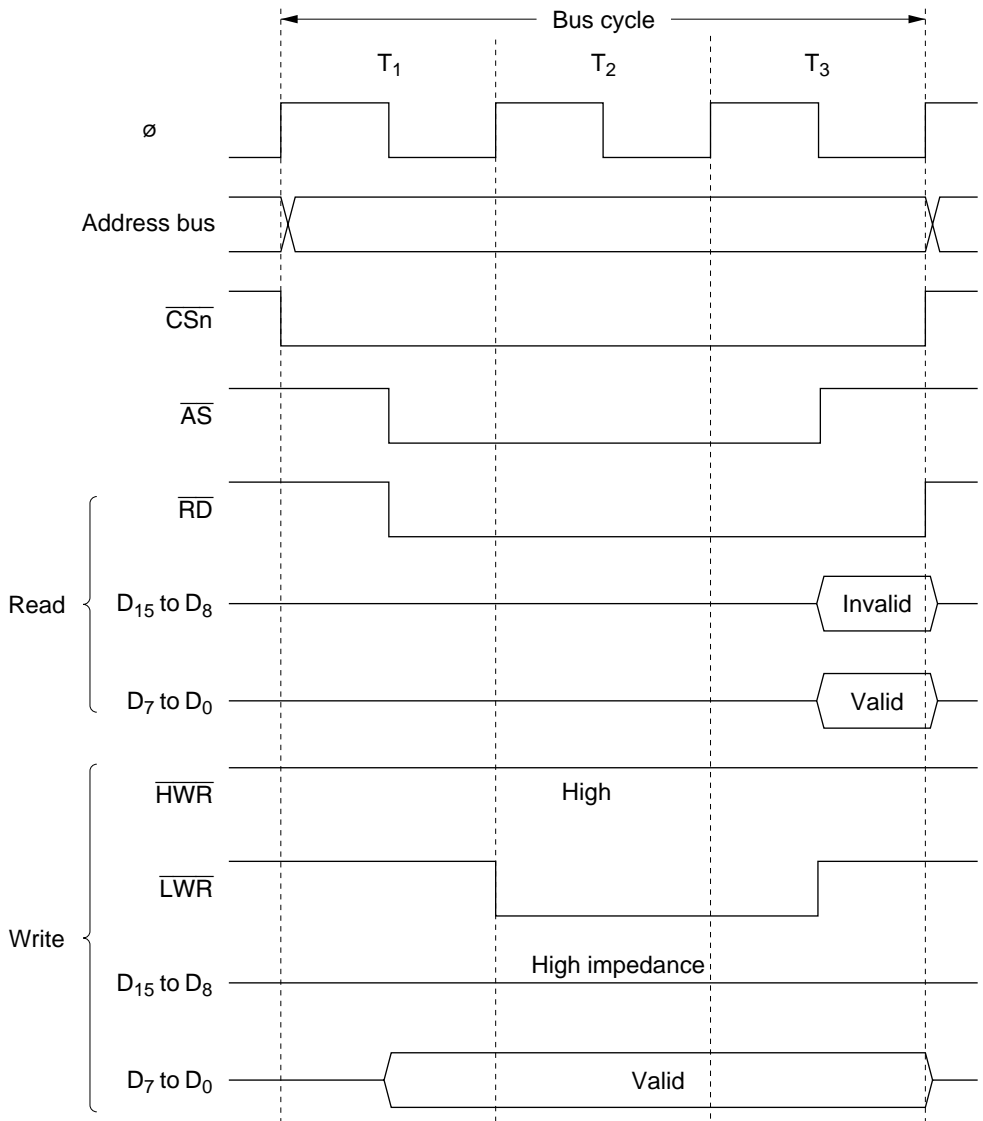 Bus cycle
T1 T2 T3
ø
Address bus
CSn
AS
RD
Read D15 to D8 Invalid
D7 to D0 Valid
HWR High
LWR
Write
High impedance
D15 to D8
D7 to D0 Valid